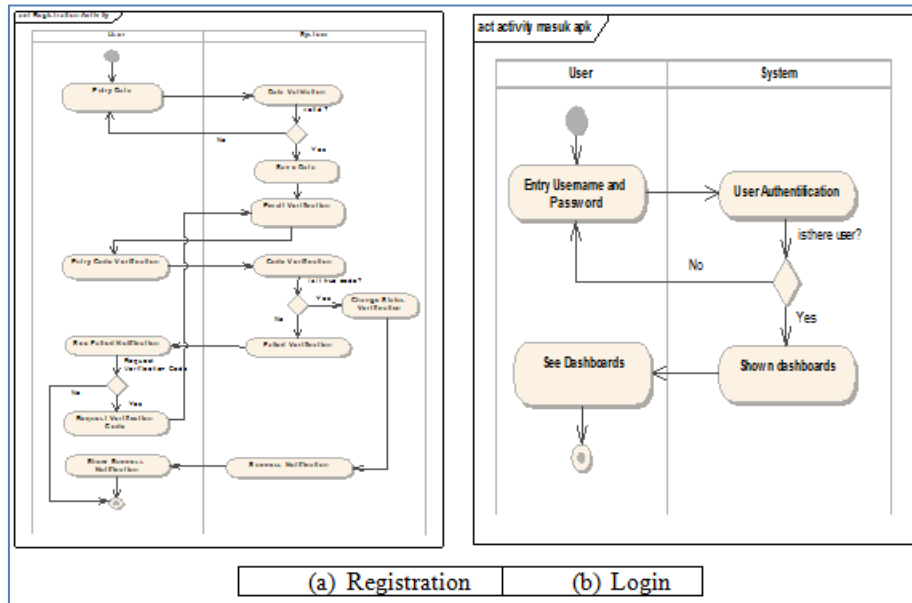 act Registration Activity
User
System
Entry Data
Data Validation
valid?
No
Yes
Save Data
Email Verification
Entry Code Verification
Code Verification
Is it true code?
Yes
Change Status
Verification
No
Failed Verification
See Failed Notification
Request
Verification Code
No
Yes
Request Verification
Code
Show Success
Notification
Success Notification
act activity masuk apk
User
System
Entry Username and
Password
User Authentification
isthere user?
No
Yes
See Dashboards
Shown dashboards
(a) Registration
(b) Login